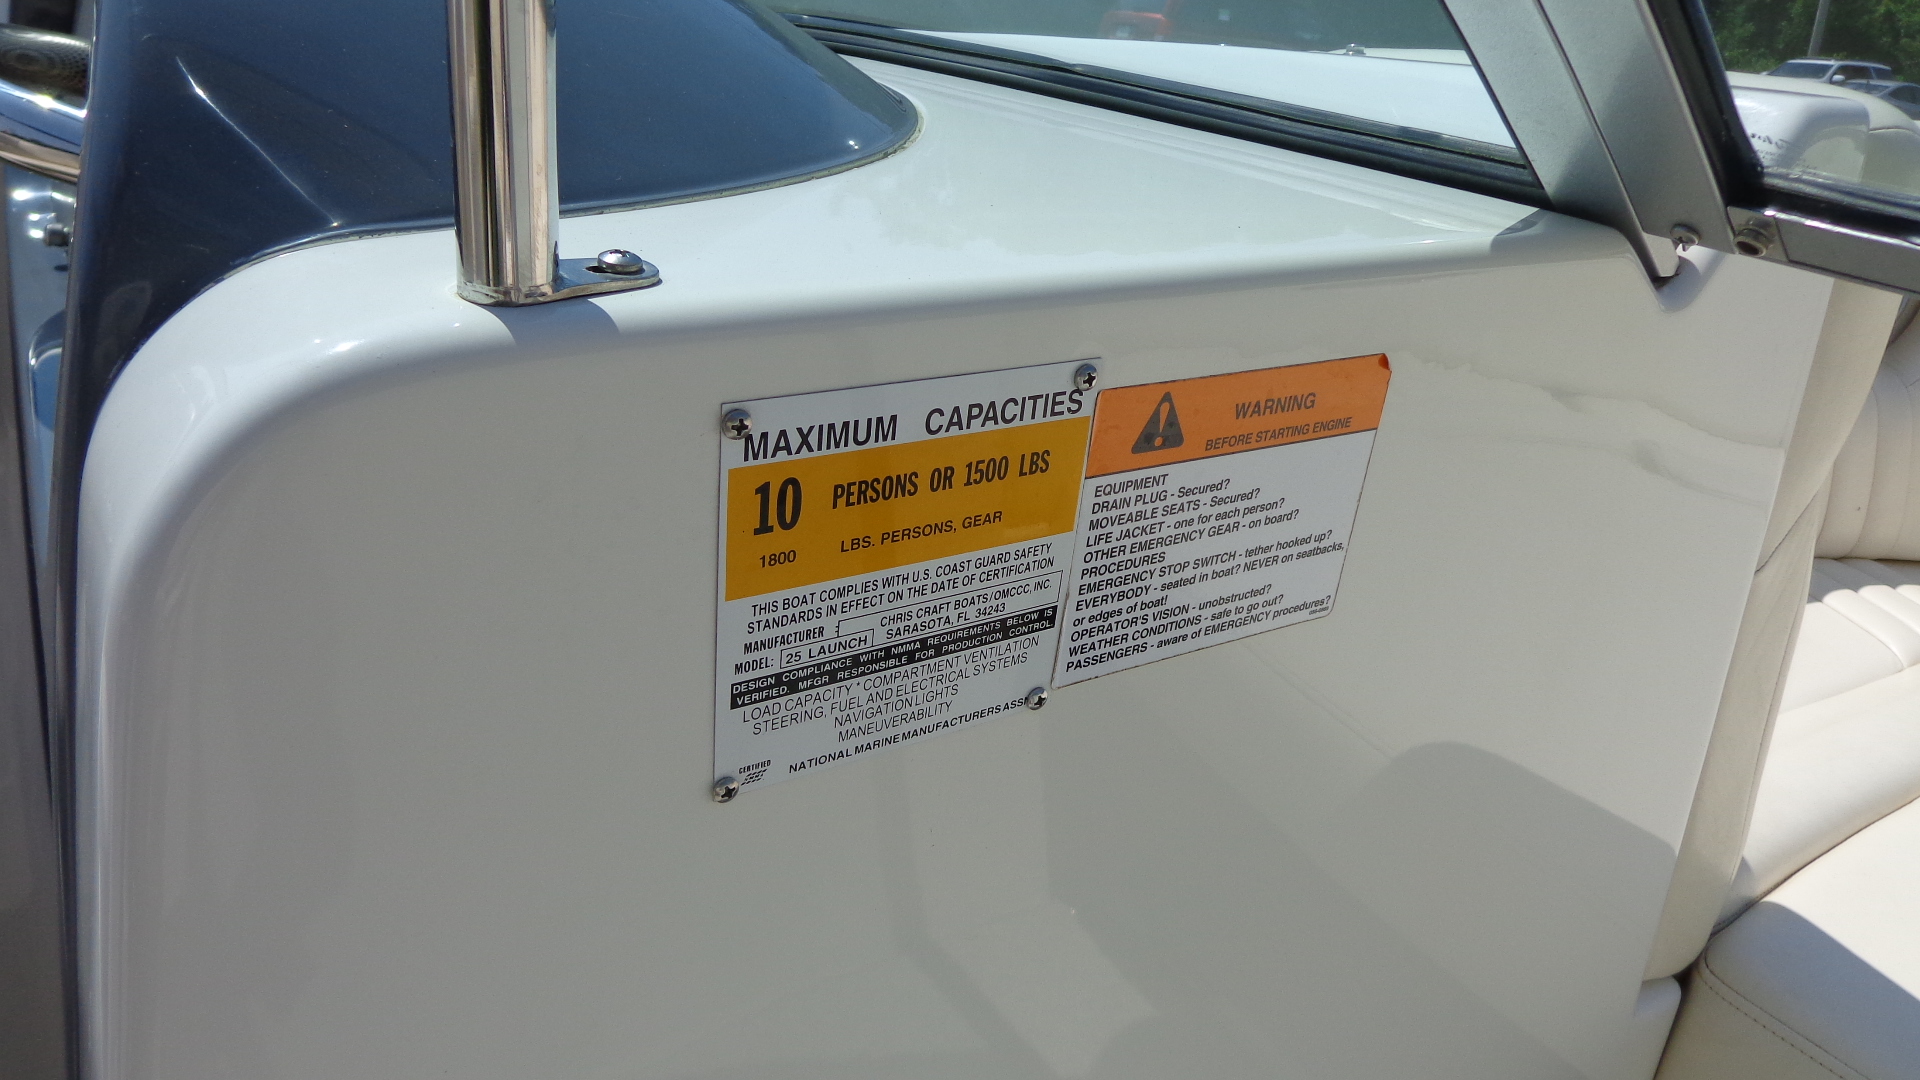 MAXIMUM CAPACITIES
10 PERSONS OR 1500 LBS
1800 LBS. PERSONS, GEAR
THIS BOAT COMPLIES WITH U.S. COAST GUARD SAFETY
STANDARDS IN EFFECT ON THE DATE OF CERTIFICATION
MANUFACTURER : CHRIS CRAFT BOATS/OMCCC, INC.
SARASOTA, FL 34243
MODEL: 25 LAUNCH
DESIGN COMPLIANCE WITH NMMA REQUIREMENTS BELOW IS
VERIFIED. MFGR RESPONSIBLE FOR PRODUCTION CONTROL.
LOAD CAPACITY * COMPARTMENT VENTILATION
STEERING, FUEL AND ELECTRICAL SYSTEMS
NAVIGATION LIGHTS
MANEUVERABILITY
NATIONAL MARINE MANUFACTURERS ASS
CERTIFIED
WARNING
BEFORE STARTING ENGINE
EQUIPMENT
DRAIN PLUG - Secured?
MOVEABLE SEATS - Secured?
LIFE JACKET - one for each person?
OTHER EMERGENCY GEAR - on board?
PROCEDURES
EMERGENCY STOP SWITCH - tether hooked up?
EVERYBODY - seated in boat? NEVER on seatbacks,
or edges of boat!
OPERATOR'S VISION - unobstructed?
WEATHER CONDITIONS - safe to go out?
PASSENGERS - aware of EMERGENCY procedures?